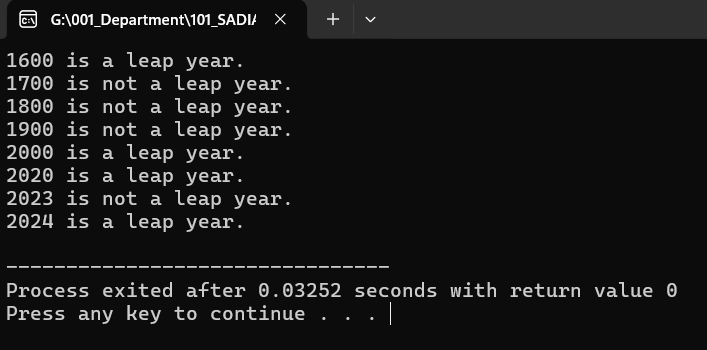 G:\001_Department\101_SADIA
1600 is a leap year.
1700 is not a leap year.
1800 is not a leap year.
1900 is not a leap year.
2000 is a leap year.
2020 is a leap year.
2023 is not a leap year.
2024 is a leap year.

--------------------------------
Process exited after 0.03252 seconds with return value 0
Press any key to continue . . .